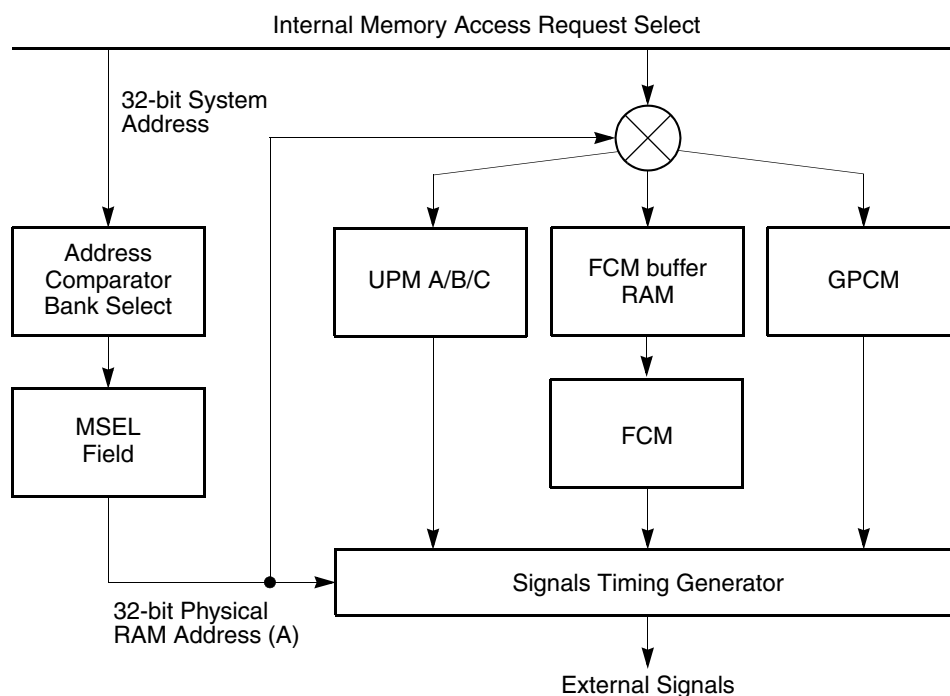 Internal Memory Access Request Select
32-bit System
Address
Address
Comparator
Bank Select
UPM A/B/C
FCM buffer
RAM
GPCM
MSEL
Field
FCM
Signals Timing Generator
32-bit Physical
RAM Address (A)
External Signals